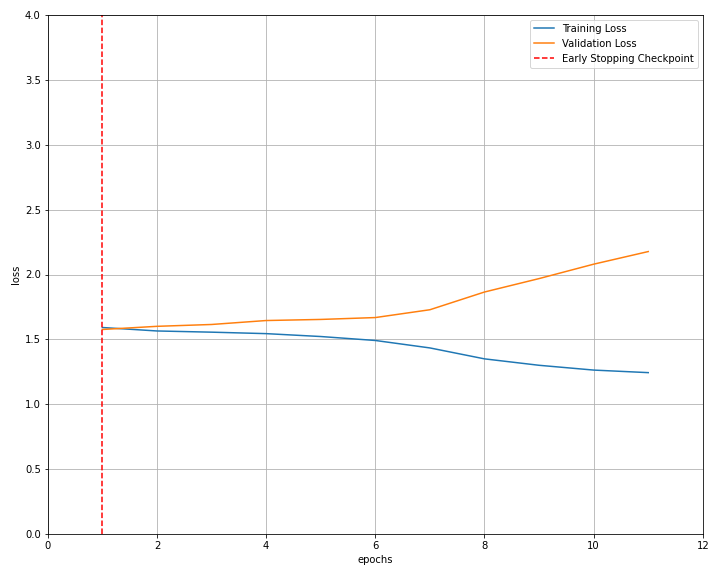 Training Loss
Validation Loss
Early Stopping Checkpoint
4.0
3.5
3.0
2.5
2.0
1.5
1.0
0.5
0.0
loss
0 2 4 6 8 10 12
epochs